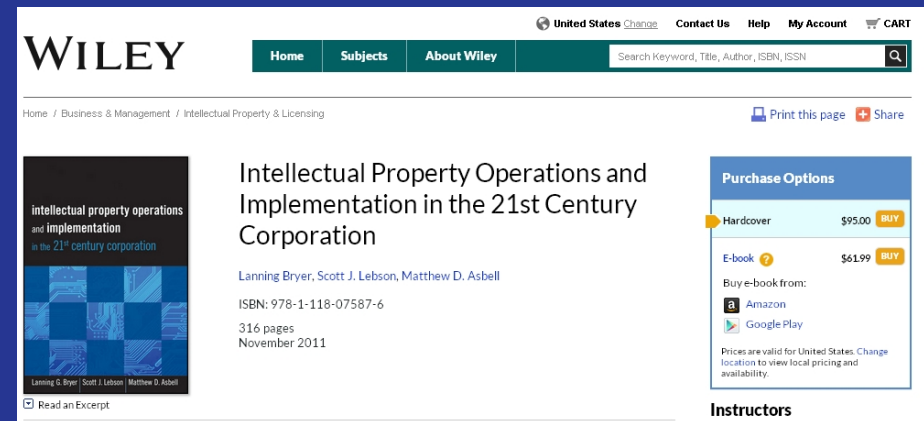 United States Change Contact Us Help My Account CART
WILEY
Home Subjects About Wiley
Search Keyword, Title, Author, ISBN, ISSN
Home / Business & Management / Intellectual Property & Licensing
Print this page Share
intellectual property operations
and implementation
in the 21st century corporation
Lanning G. Bryer Scott J. Lebson Matthew D. Asbell
Read an Excerpt
Intellectual Property Operations and
Implementation in the 21st Century
Corporation
Lanning Bryer, Scott J. Lebson, Matthew D. Asbell
ISBN: 978-1-118-07587-6
316 pages
November 2011
Purchase Options
Hardcover $95.00 BUY
E-book ? $61.99 BUY
Buy e-book from:
a Amazon
Google Play
Prices are valid for United States. Change
location to view local pricing and
availability.
Instructors